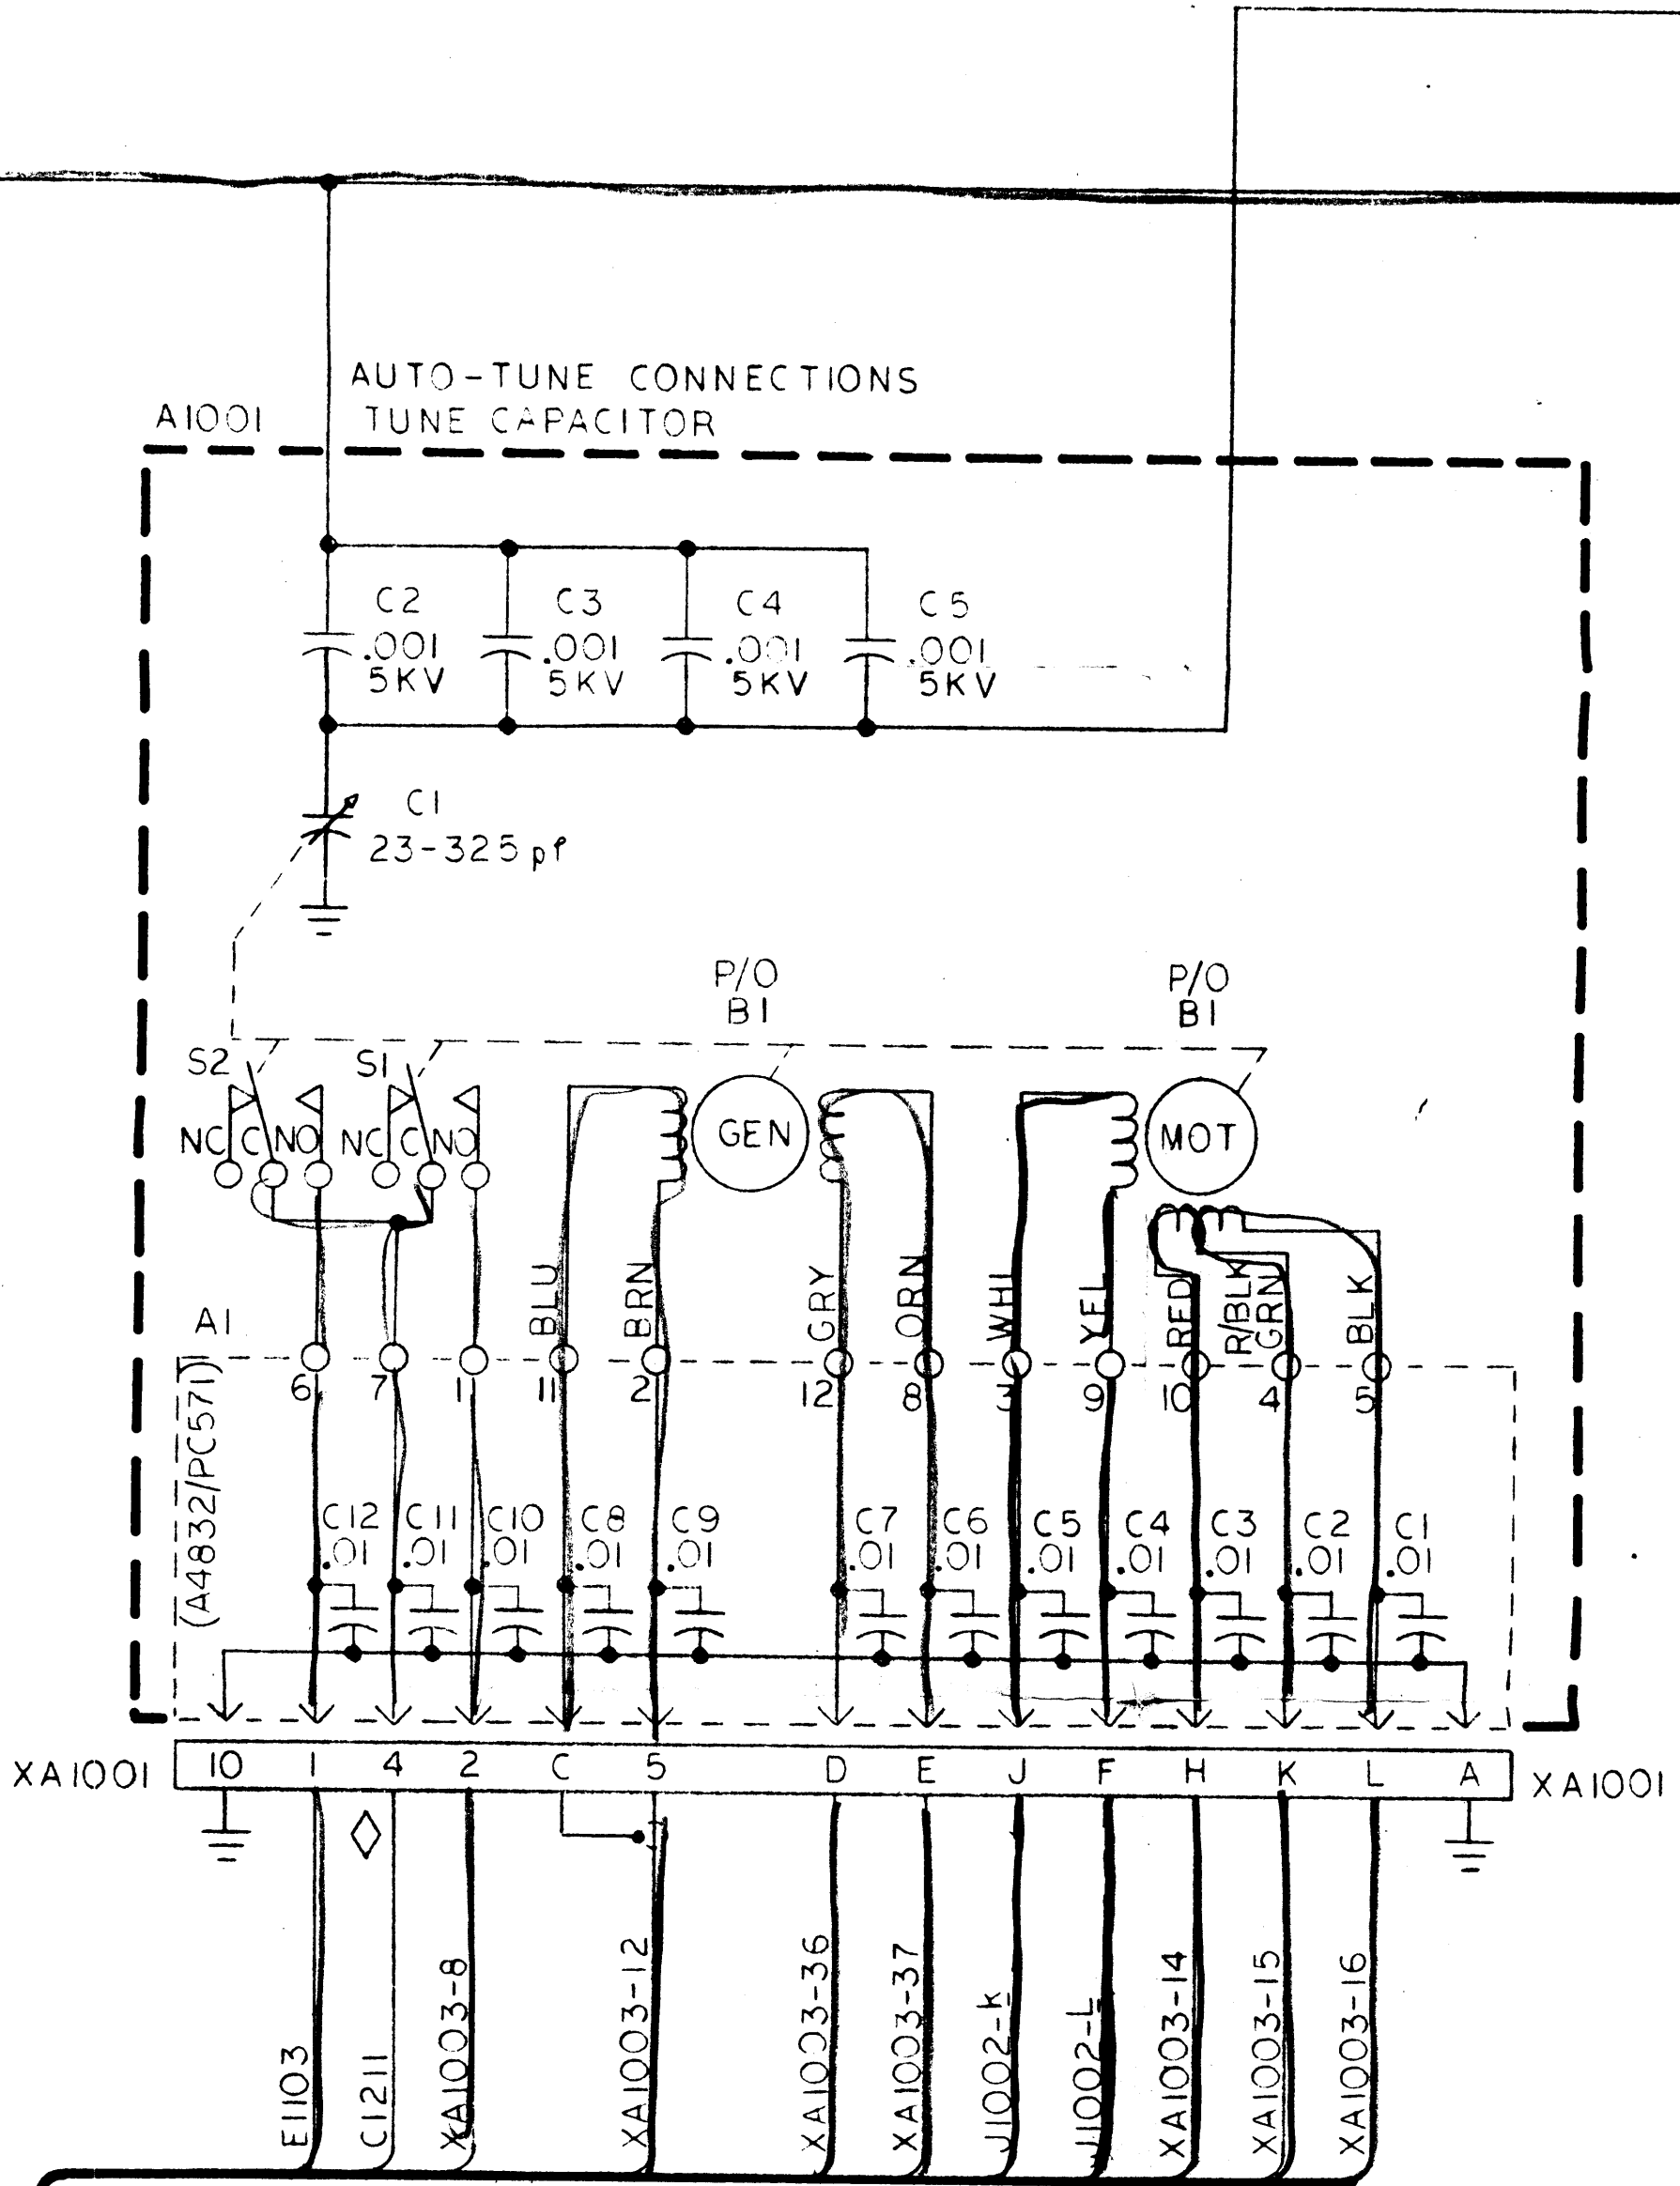 AUTO-TUNE CONNECTIONS
A1001 TUNE CAPACITOR
C2 C3 C4 C5
.001 .001 .001 .001
5KV 5KV 5KV 5KV
C1
23-325pf
P/O P/O
B1 B1
S2 S1
GEN MOT
NC C NO NC C NO
BLU BRN GRY ORN WHI YEL RED R/BLK GRN BLK
A1
6 7 1 11 2 12 8 3 9 10 4 5
(A4832/PC571)
C12 C11 C10 C8 C9 C7 C6 C5 C4 C3 C2 C1
.01 .01 .01 .01 .01 .01 .01 .01 .01 .01 .01 .01
XA1001 10 1 4 2 C 5 D E J F H K L A XA1001
E1103
C1211
XA1003-8
XA1003-12
XA1003-36
XA1003-37
J1002-k
J1002-L
XA1003-14
XA1003-15
XA1003-16